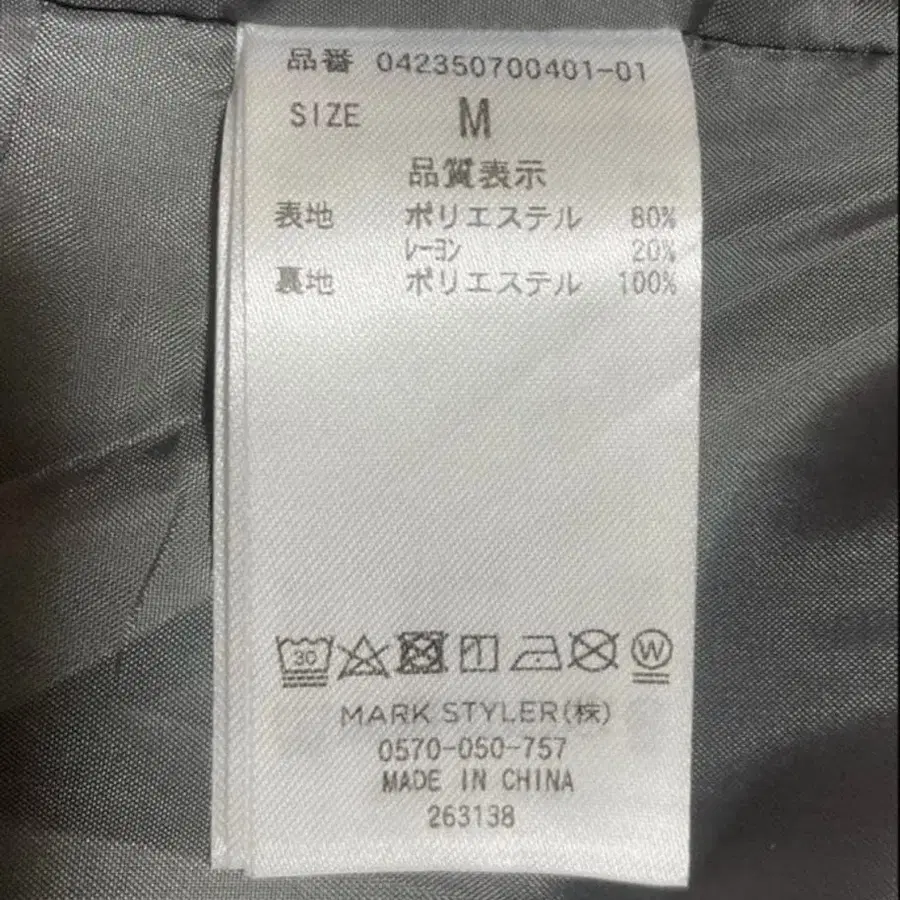 品番 042350700401-01
SIZE M
品質表示
表地 ポリエステル 80%
ﾚｰﾖﾝ 20%
裏地 ポリエステル 100%
30
W
MARK STYLER(株)
0570-050-757
MADE IN CHINA
263138